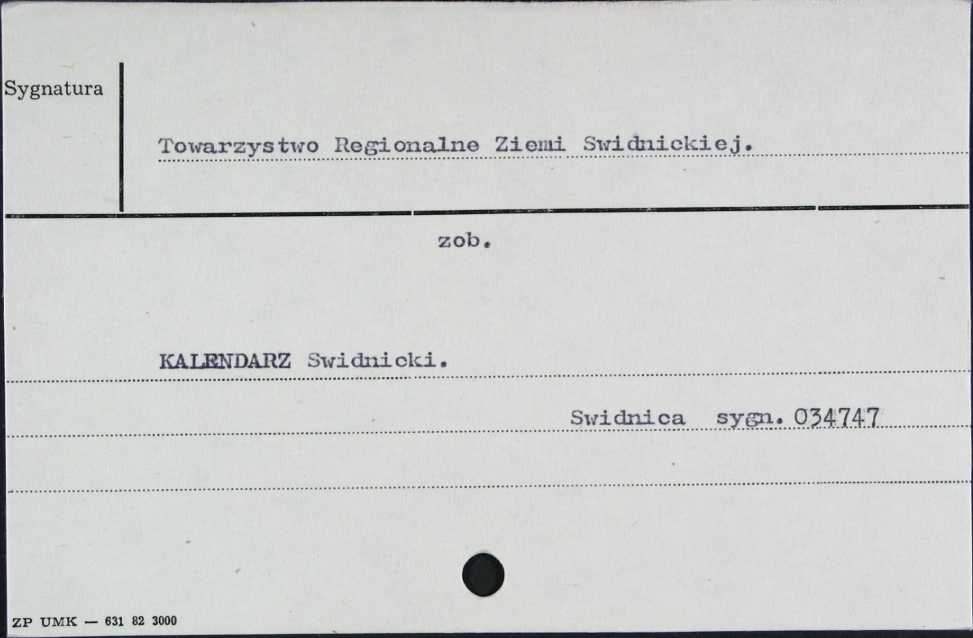 Sygnatura
Towarzystwo Regionalne Ziemi Swidnickiej.
zob.
KALENDARZ Swidnicki.
Swidnica sygn. 034747
ZP UMK — 631 82 3000